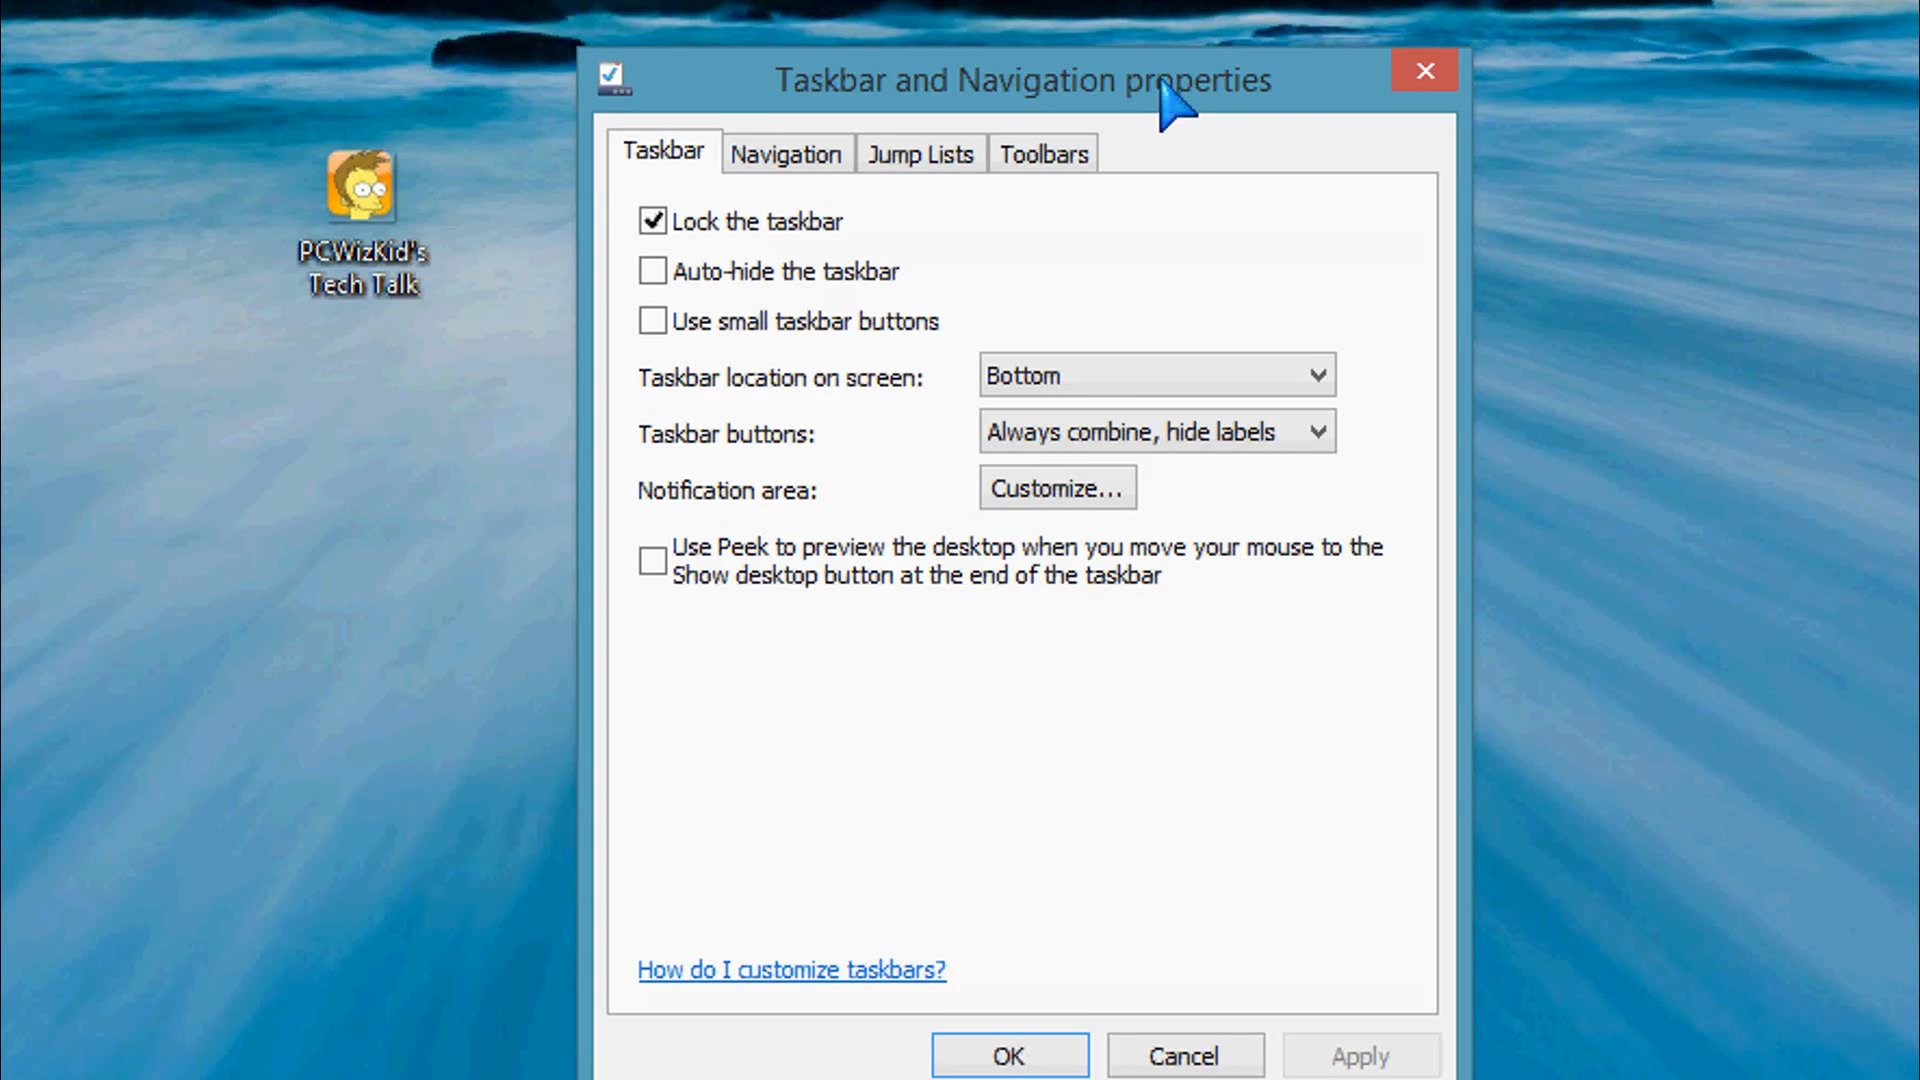 Taskbar and Navigation properties
PCWizKid's
Tech Talk
Taskbar
Navigation
Jump Lists
Toolbars
Lock the taskbar
Auto-hide the taskbar
Use small taskbar buttons
Taskbar location on screen:
Bottom
Taskbar buttons:
Always combine, hide labels
Notification area:
Customize...
Use Peek to preview the desktop when you move your mouse to the
Show desktop button at the end of the taskbar
How do I customize taskbars?
OK
Cancel
Apply